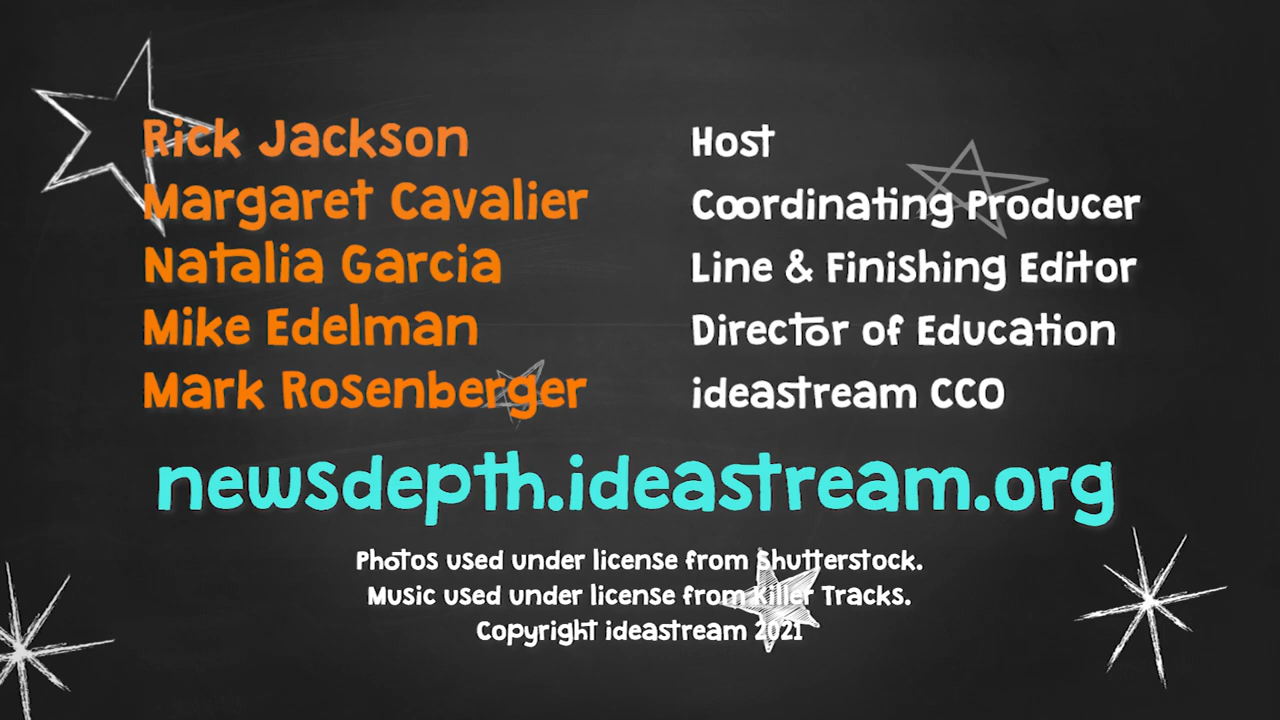 Rick Jackson Host
Margaret Cavalier Coordinating Producer
Natalia Garcia Line & Finishing Editor
Mike Edelman Director of Education
Mark Rosenberger ideastream CCO
newsdepth.ideastream.org
Photos used under license from Shutterstock.
Music used under license from Killer Tracks.
Copyright ideastream 2021